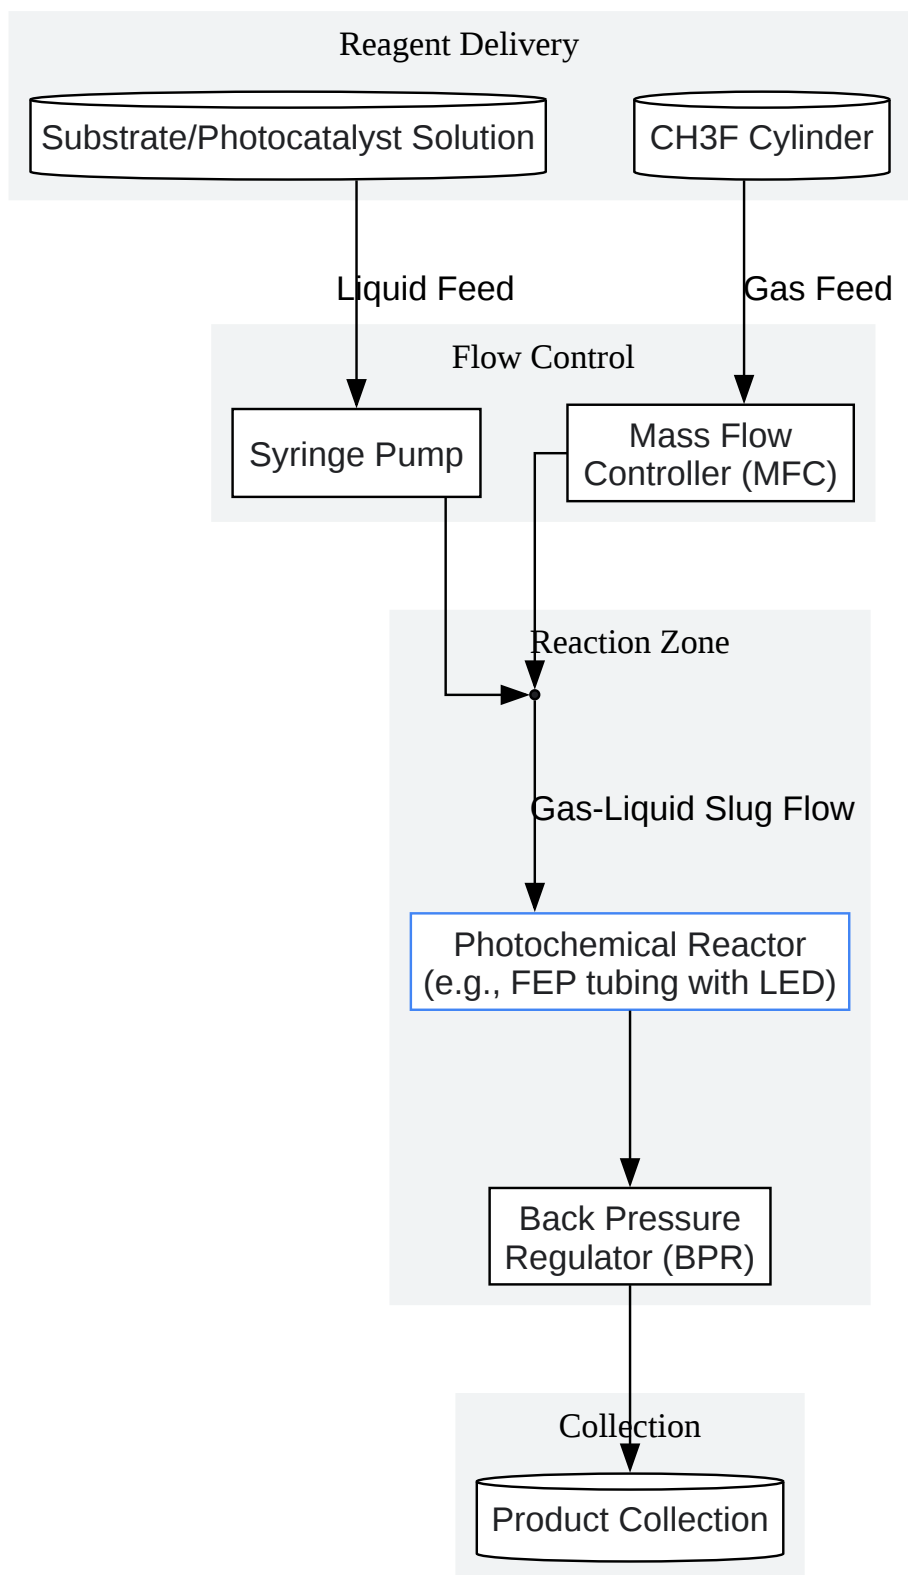 Reagent Delivery
Substrate/Photocatalyst Solution
CH3F Cylinder
Liquid Feed
Gas Feed
Flow Control
Syringe Pump
Mass Flow
Controller (MFC)
Reaction Zone
Gas-Liquid Slug Flow
Photochemical Reactor
(e.g., FEP tubing with LED)
Back Pressure
Regulator (BPR)
Collection
Product Collection